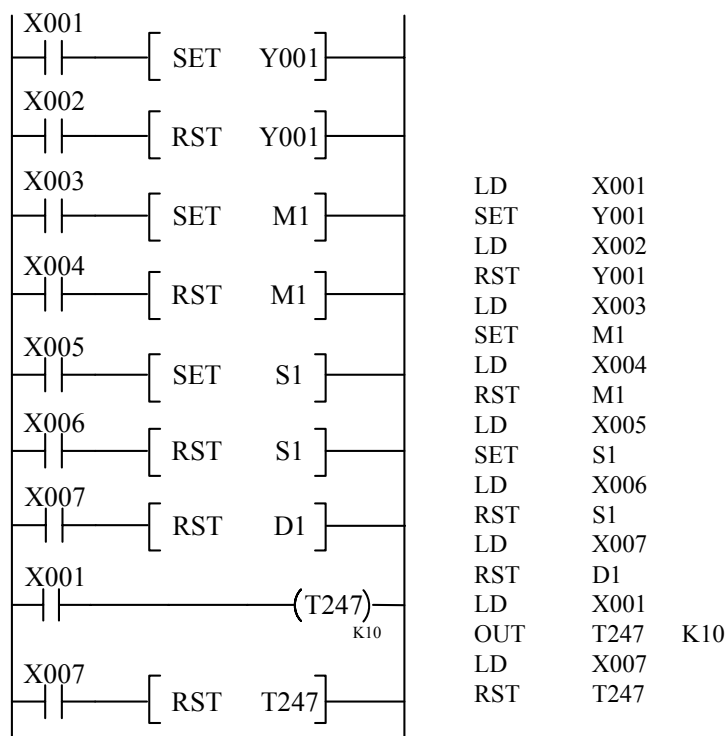 X001
SET Y001
X002
RST Y001
X003
SET M1
X004
RST M1
X005
SET S1
X006
RST S1
X007
RST D1
X001
T247
K10
X007
RST T247
LD X001
SET Y001
LD X002
RST Y001
LD X003
SET M1
LD X004
RST M1
LD X005
SET S1
LD X006
RST S1
LD X007
RST D1
LD X001
OUT T247 K10
LD X007
RST T247